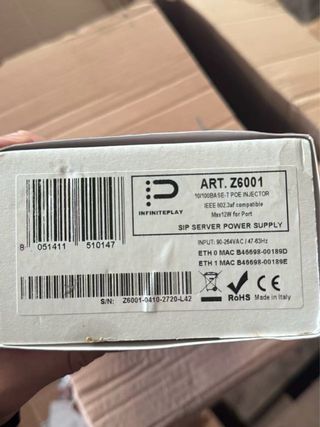 INFINITEPLAY
ART. Z6001
10/100BASE-T POE INJECTOR
IEEE 802.3af compatible
Max12W for Port
SIP SERVER POWER SUPPLY
INPUT: 90-264VAC / 47-63Hz
ETH 0 MAC B46698-00189D
ETH 1 MAC B46698-00189E
8 051411 510147
S/N: Z6001-0410-2720-L42
CE RoHS Made in Italy